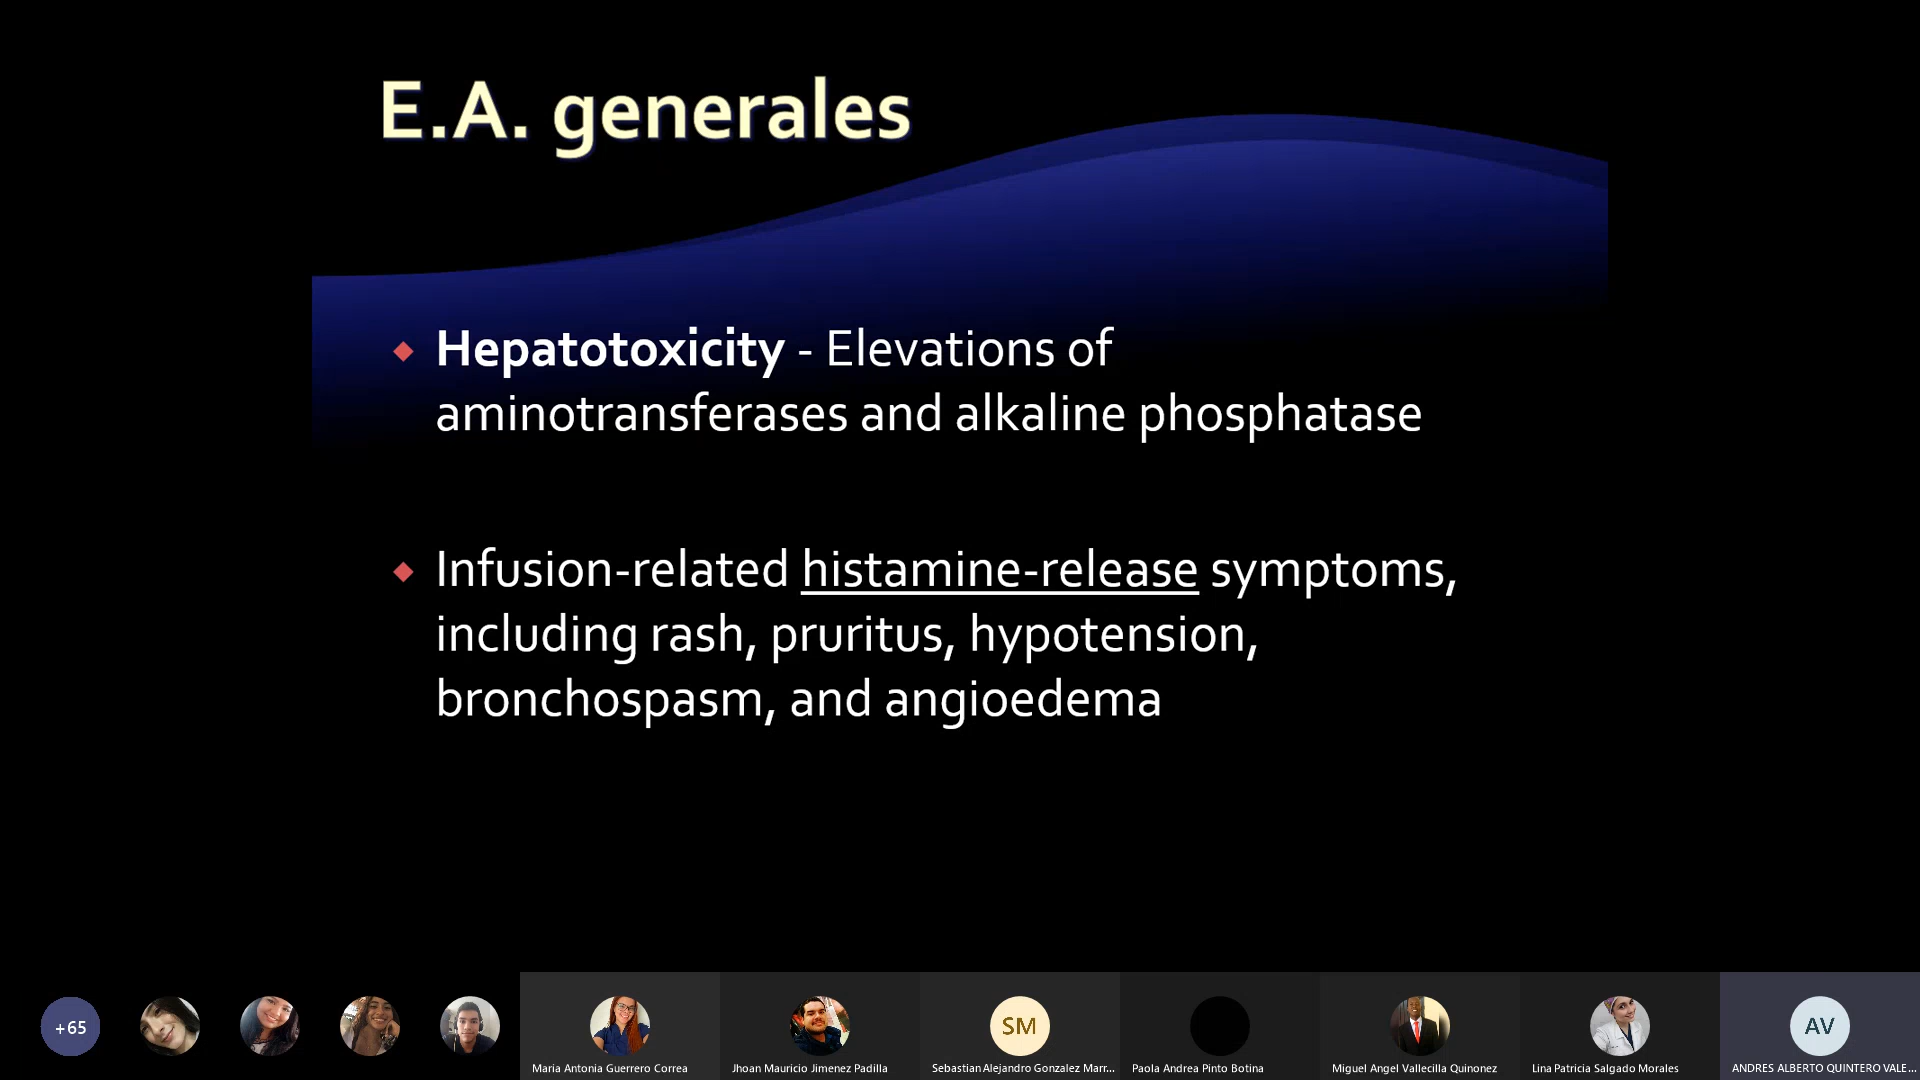 E.A. generales
Hepatotoxicity - Elevations of
aminotransferases and alkaline phosphatase
Infusion-related histamine-release symptoms,
including rash, pruritus, hypotension,
bronchospasm, and angioedema
+65
SM
AV
Maria Antonia Guerrero Correa
Jhoan Mauricio Jimenez Padilla
Sebastian Alejandro Gonzalez Marr...
Paola Andrea Pinto Botina
Miguel Angel Vallecilla Quinonez
Lina Patricia Salgado Morales
ANDRES ALBERTO QUINTERO VALE...